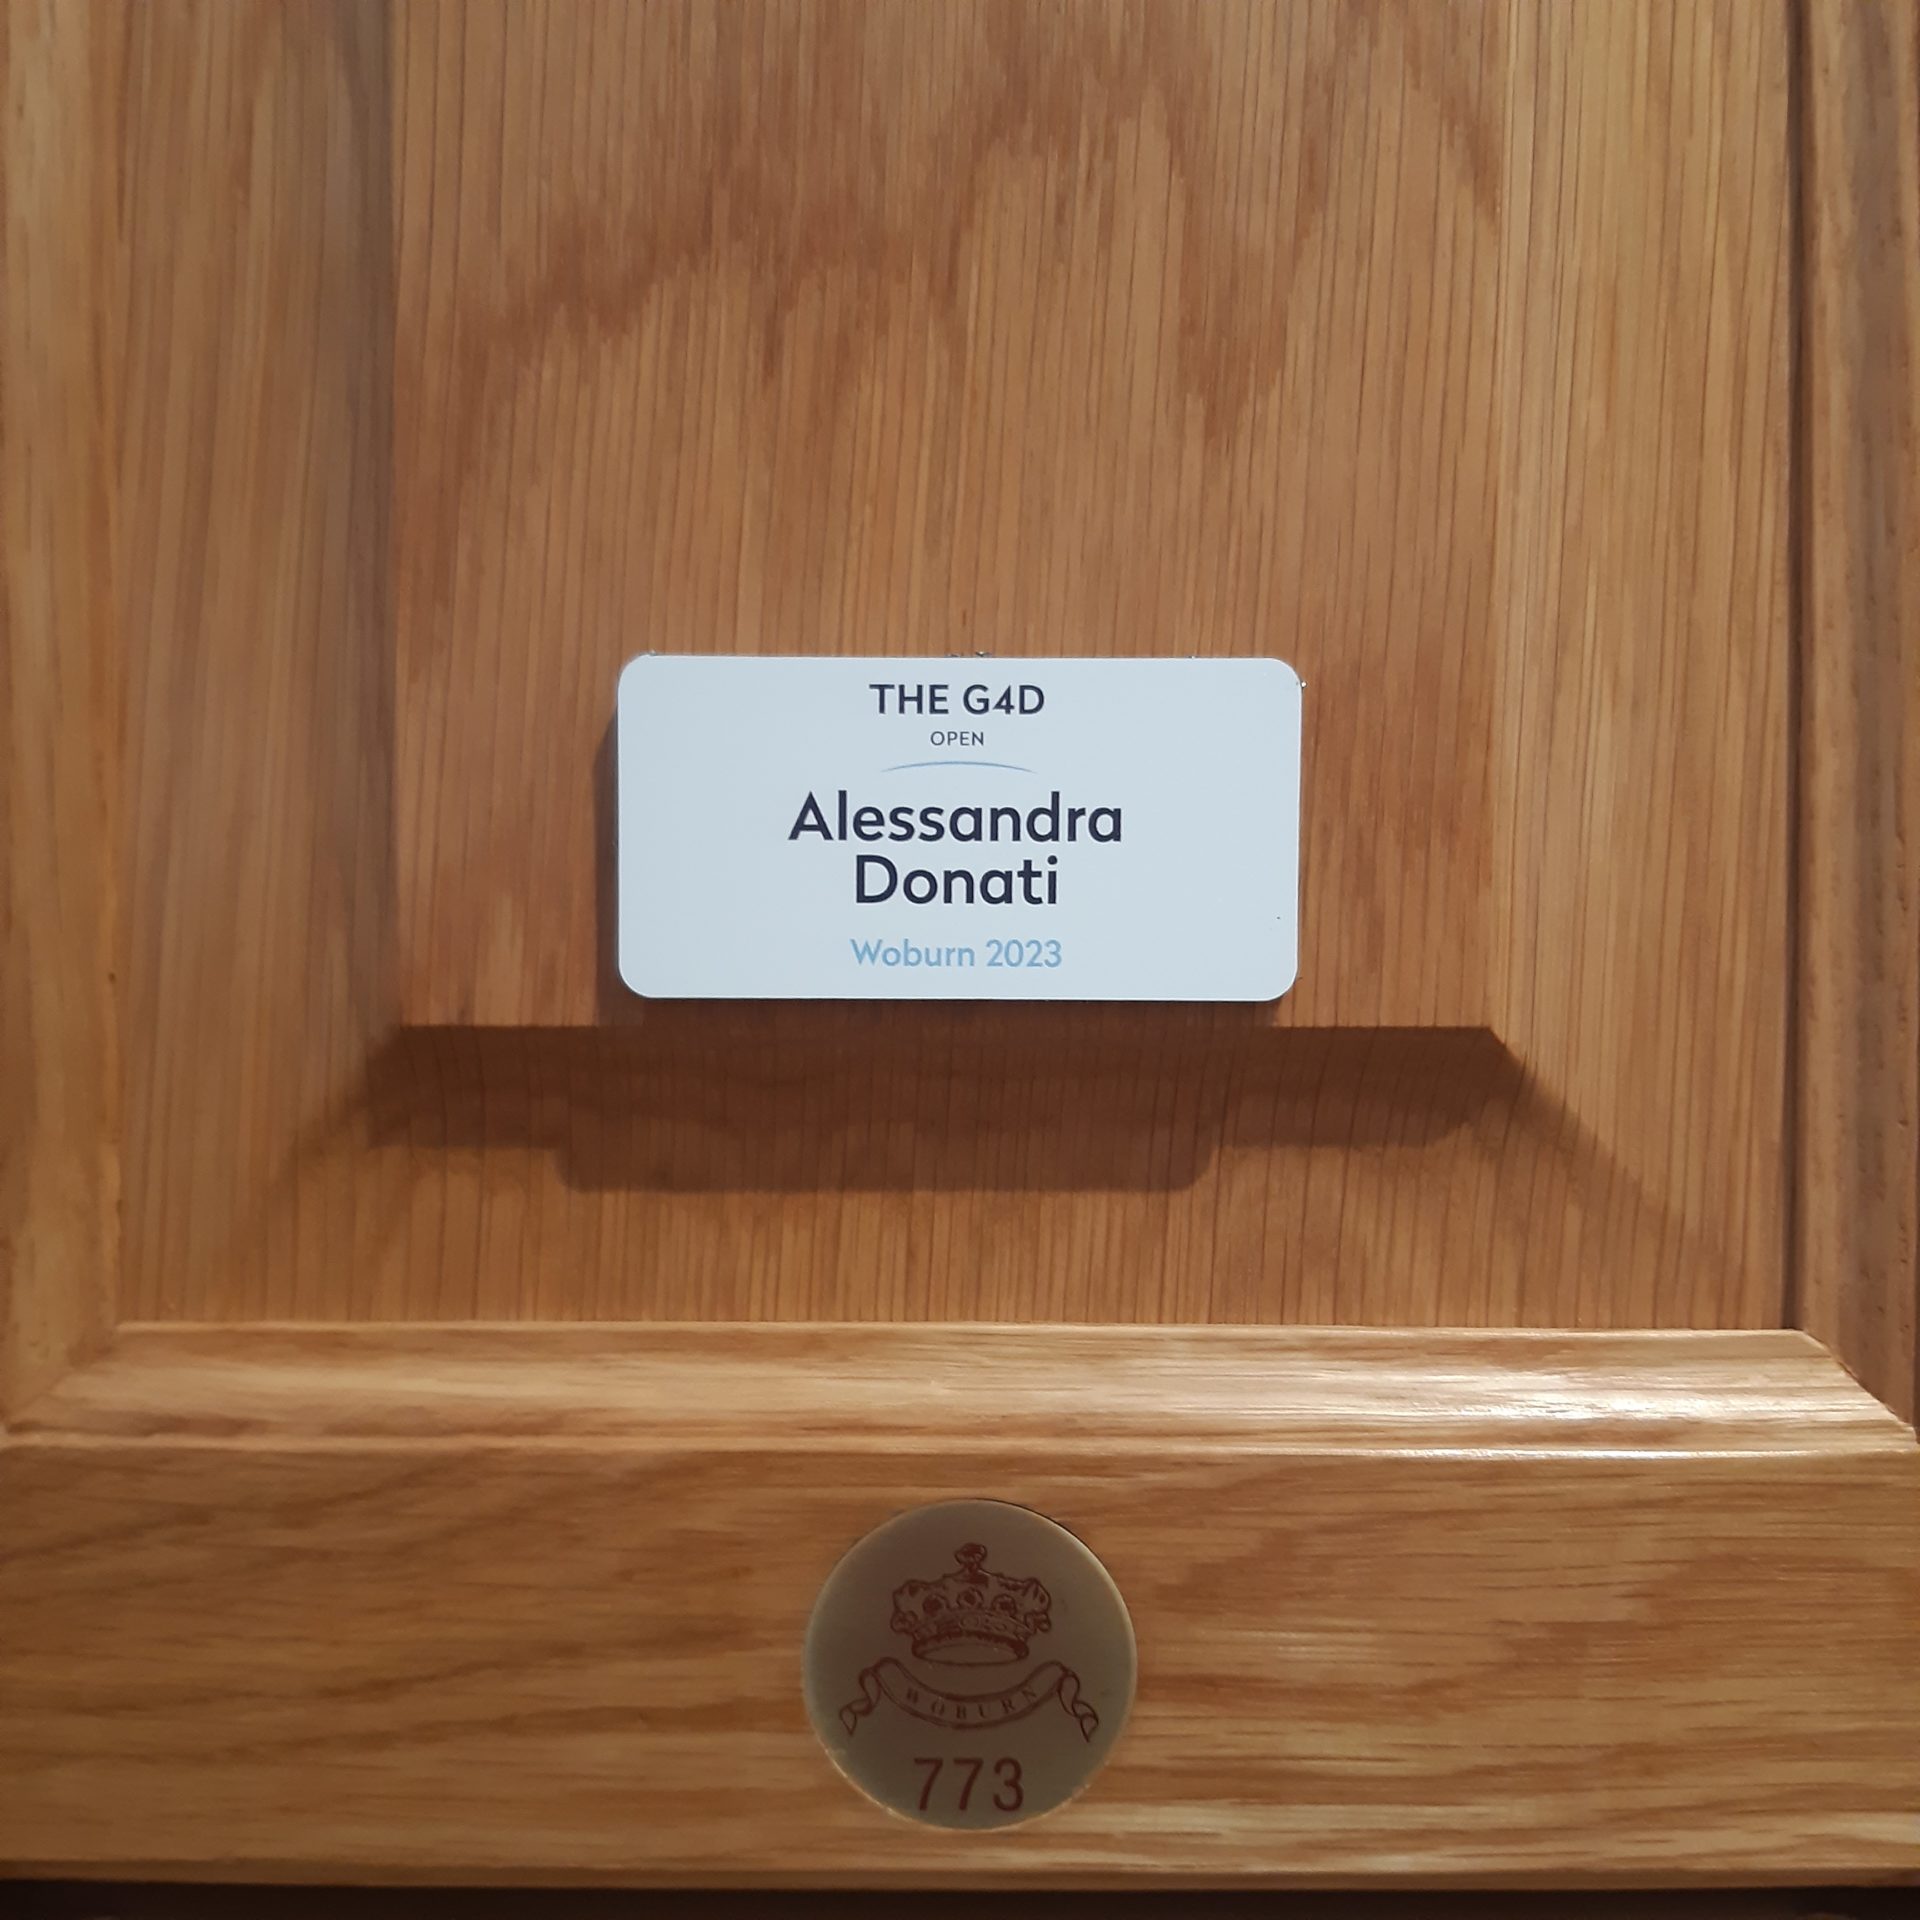 THE G4D
OPEN
Alessandra
Donati
Woburn 2023
WOBURN
773